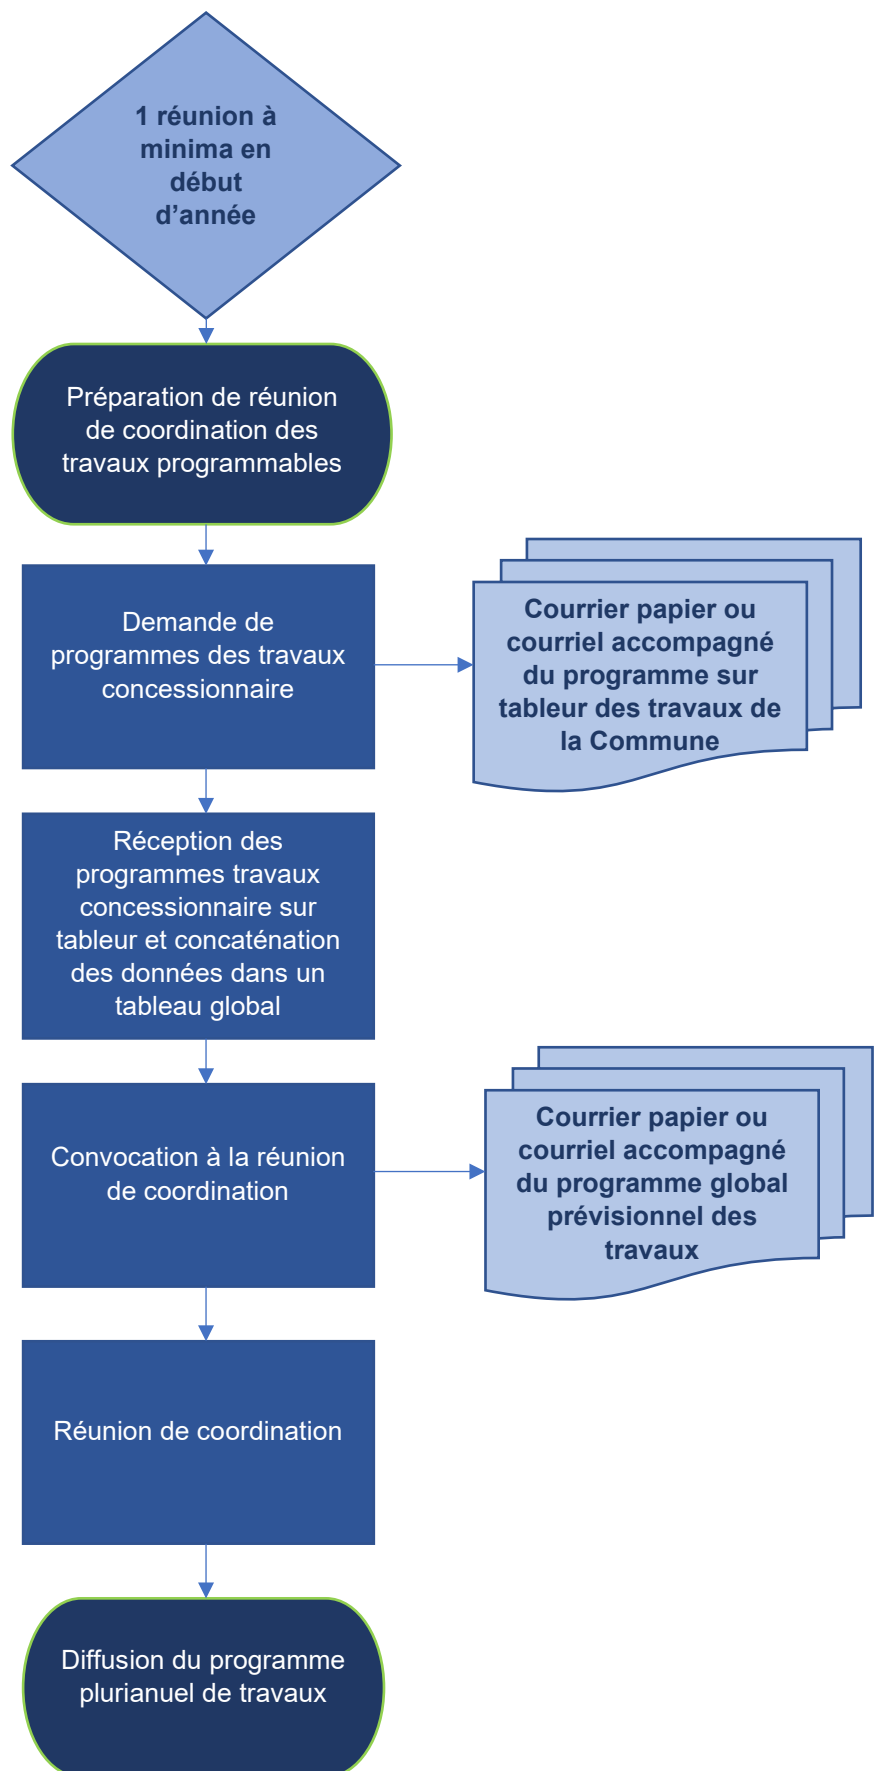 1 réunion à
minima en
début
d’année
Préparation de réunion
de coordination des
travaux programmables
Demande de
programmes des travaux
concessionnaire
Courrier papier ou
courriel accompagné
du programme sur
tableur des travaux de
la Commune
Réception des
programmes travaux
concessionnaire sur
tableur et concaténation
des données dans un
tableau global
Convocation à la réunion
de coordination
Courrier papier ou
courriel accompagné
du programme global
prévisionnel des
travaux
Réunion de coordination
Diffusion du programme
plurianuel de travaux